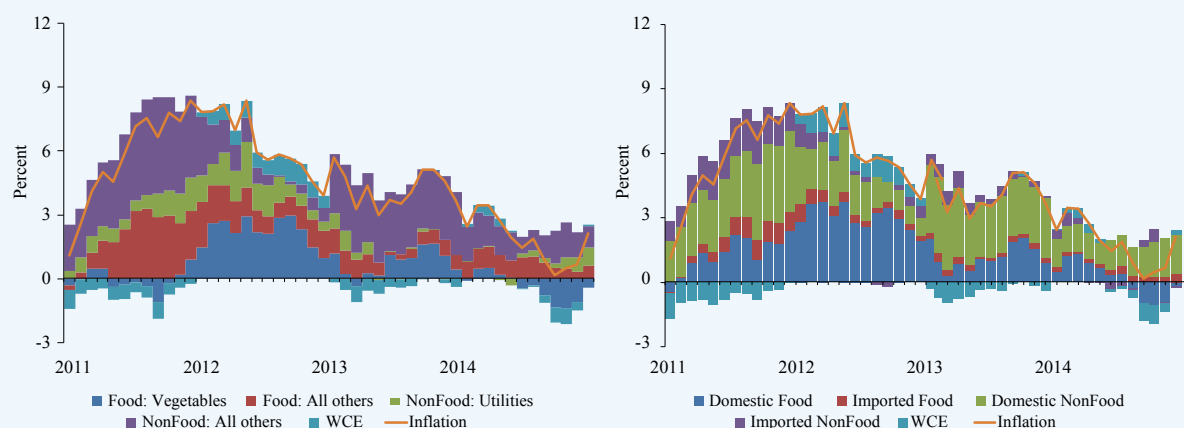 12
9
6
3
0
-3
Percent
2011 2012 2013 2014
Food: Vegetables Food: All others NonFood: Utilities
NonFood: All others WCE Inflation
12
9
6
3
0
-3
Percent
2011 2012 2013 2014
Domestic Food Imported Food Domestic NonFood
Imported NonFood WCE Inflation